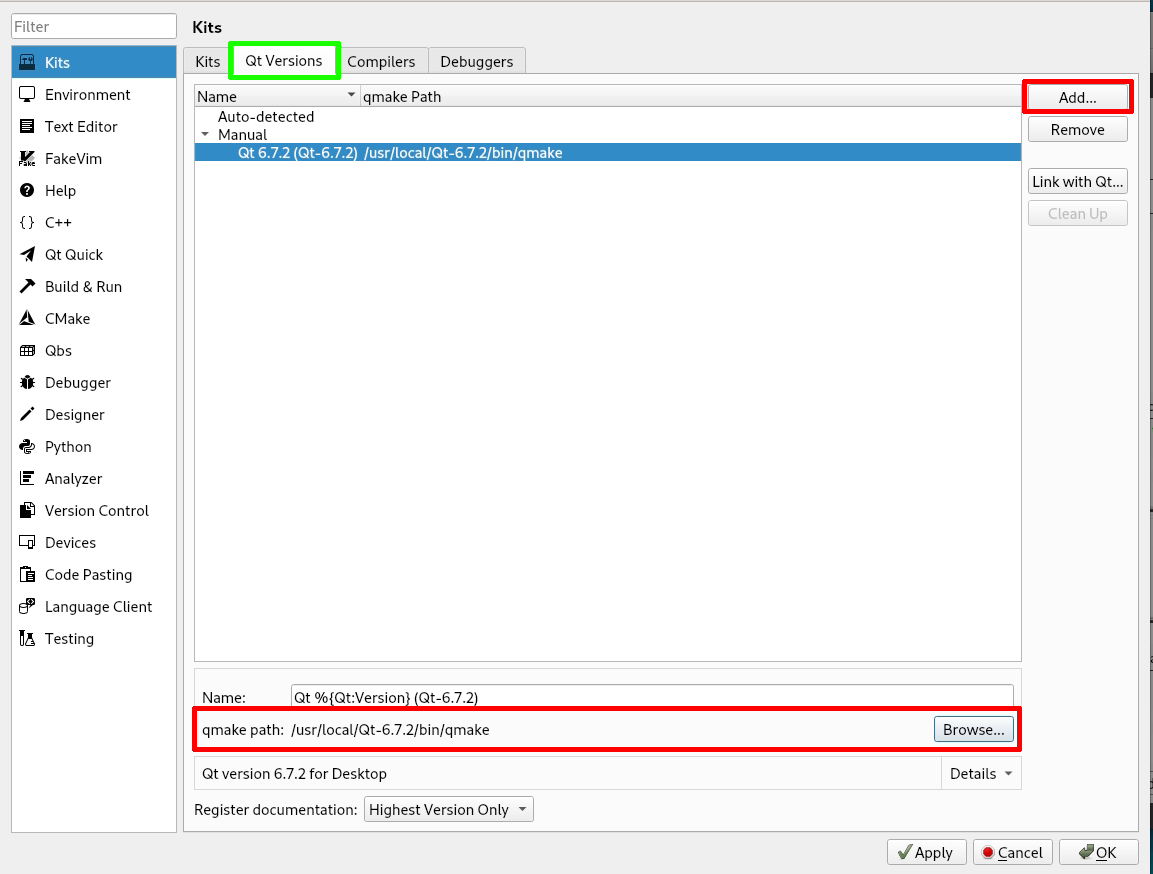 Filter
Kits
Environment
Text Editor
FakeVim
Help
C++
Qt Quick
Build & Run
CMake
Qbs
Debugger
Designer
Python
Analyzer
Version Control
Devices
Code Pasting
Language Client
Testing
Kits
Kits Qt Versions Compilers Debuggers
Name qmake Path
Auto-detected
Manual
Qt 6.7.2 (Qt-6.7.2) /usr/local/Qt-6.7.2/bin/qmake
Add...
Remove
Link with Qt...
Clean Up
Name: Qt %{Qt:Version} (Qt-6.7.2)
qmake path: /usr/local/Qt-6.7.2/bin/qmake Browse...
Qt version 6.7.2 for Desktop Details
Register documentation: Highest Version Only
Apply Cancel OK